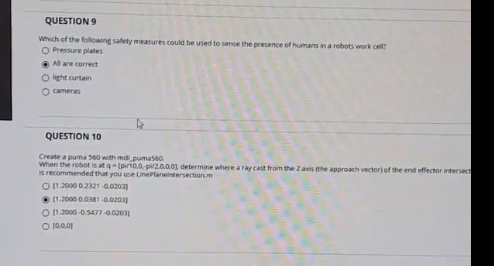 QUESTION 9
Which of the following safety measures could be used to sense the presence of humans in a robots work cell?
Pressure plates
All are correct
light curtain
cameras
QUESTION 10
Create a puma 560 with mdl_puma560.
When the robot is at q = [pi/10,0,-pi/2,0,0,0], determine where a ray cast from the Z axis (the approach vector) of the end effector intersect
is recommended that you use LinePlaneIntersection.m
[1.2000 0.2321 -0.0203]
[1.2000 0.0381 -0.0203]
[1.2000 -0.5477 -0.0203]
[0,0,0]